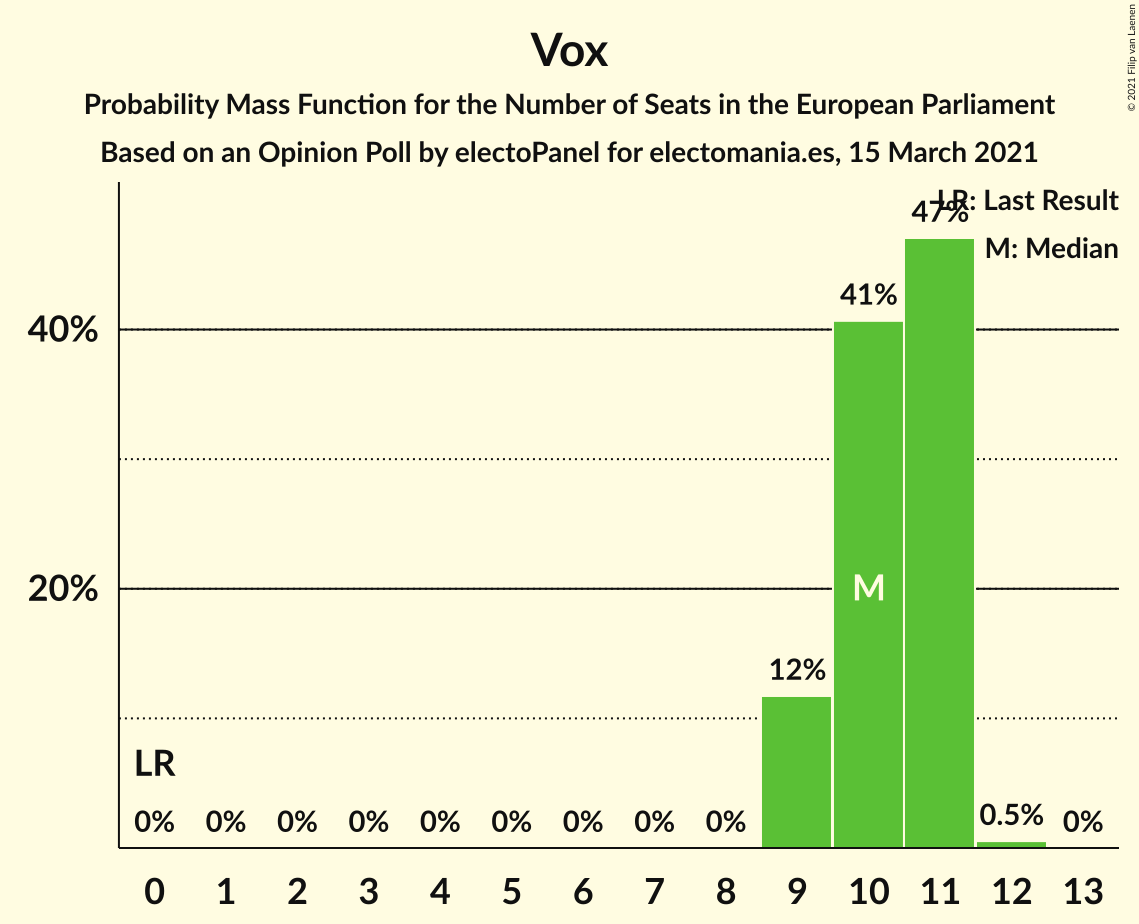 © 2021 Filip van Laenen
Vox
Probability Mass Function for the Number of Seats in the European Parliament
Based on an Opinion Poll by electoPanel for electomania.es, 15 March 2021
LR: Last Result
M: Median
47%
41%
40%
20%
M
12%
LR
0% 0% 0% 0% 0% 0% 0% 0% 0% 0.5% 0%
0 1 2 3 4 5 6 7 8 9 10 11 12 13